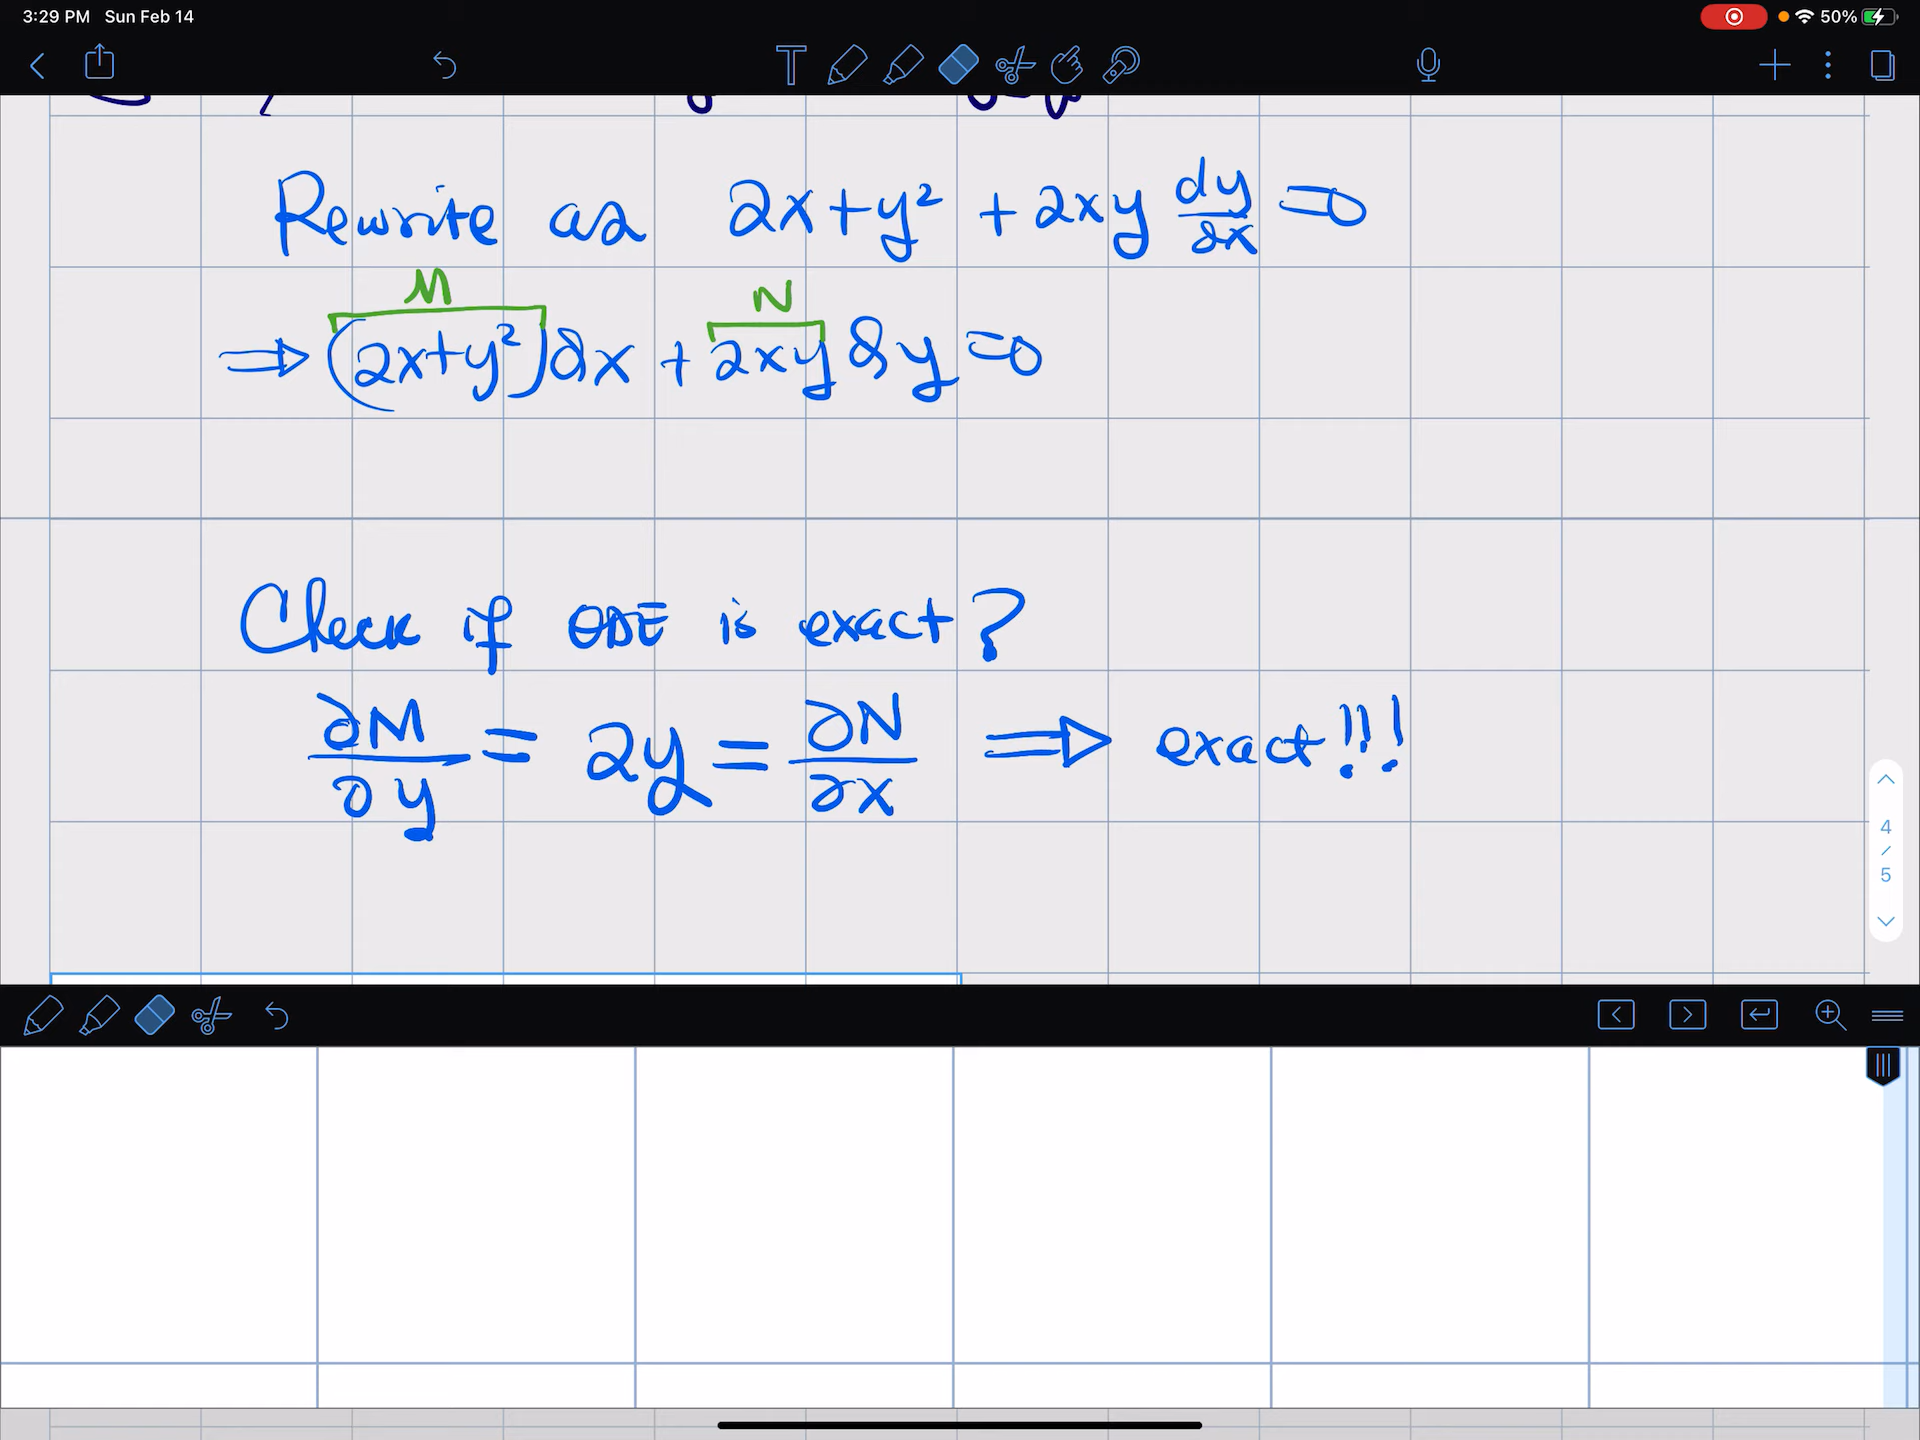 3:29 PM Sun Feb 14
50%
Rewrite as 2x+y² + 2xy dy/dx =0
M N
⇒ (2x+y²)dx + 2xy dy =0
Check if ODE is exact?
∂M/∂y = 2y = ∂N/∂x ⇒ exact!!!
4
/
5